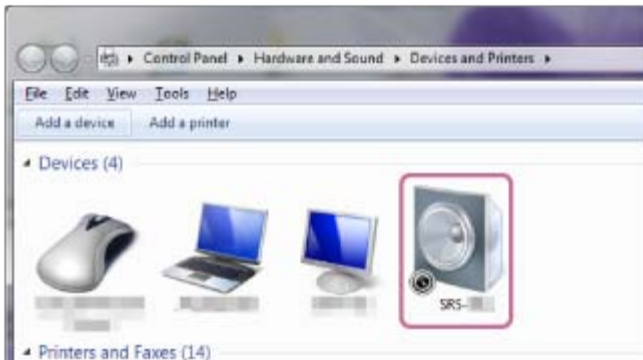 Control Panel ▸ Hardware and Sound ▸ Devices and Printers ▸
File Edit View Tools Help
Add a device Add a printer
Devices (4)
SRS-
Printers and Faxes (14)